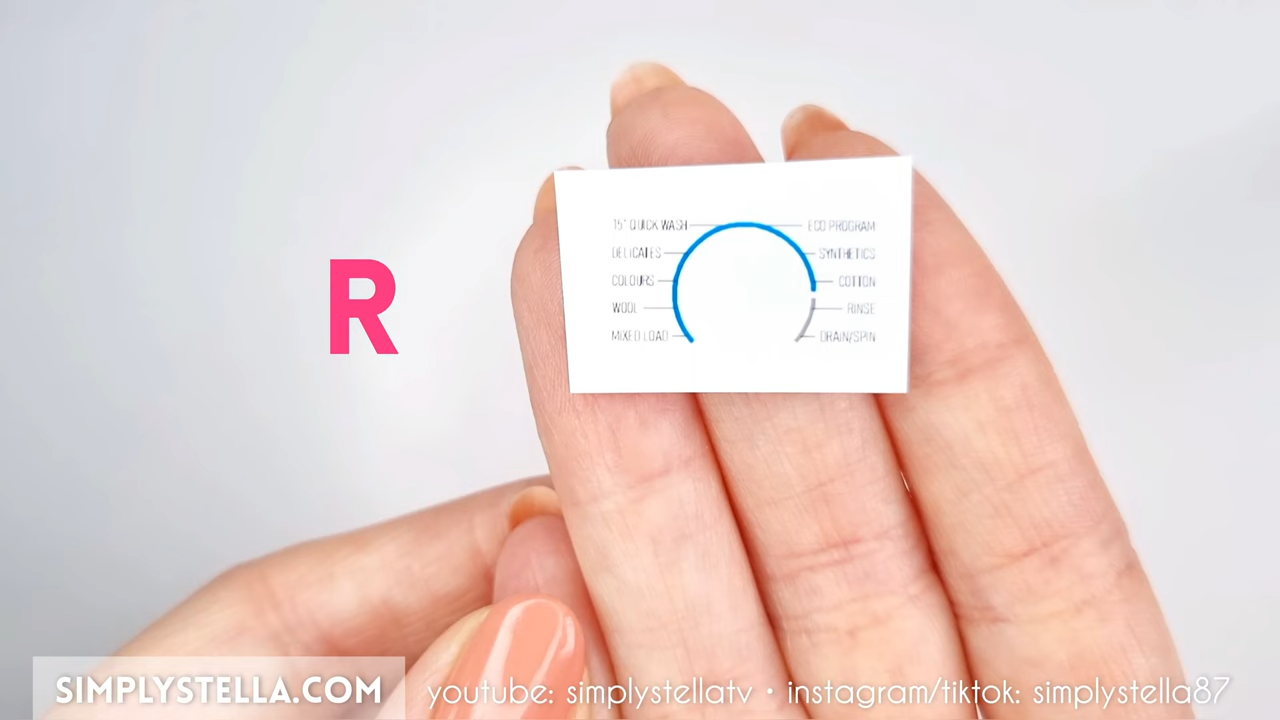 R
15° QUICK WASH
DELICATES
COLOURS
WOOL
MIXED LOAD
ECO PROGRAM
SYNTHETICS
COTTON
RINSE
DRAIN/SPIN
SIMPLYSTELLA.COM
youtube: simplystellatv • instagram/tiktok: simplystella87